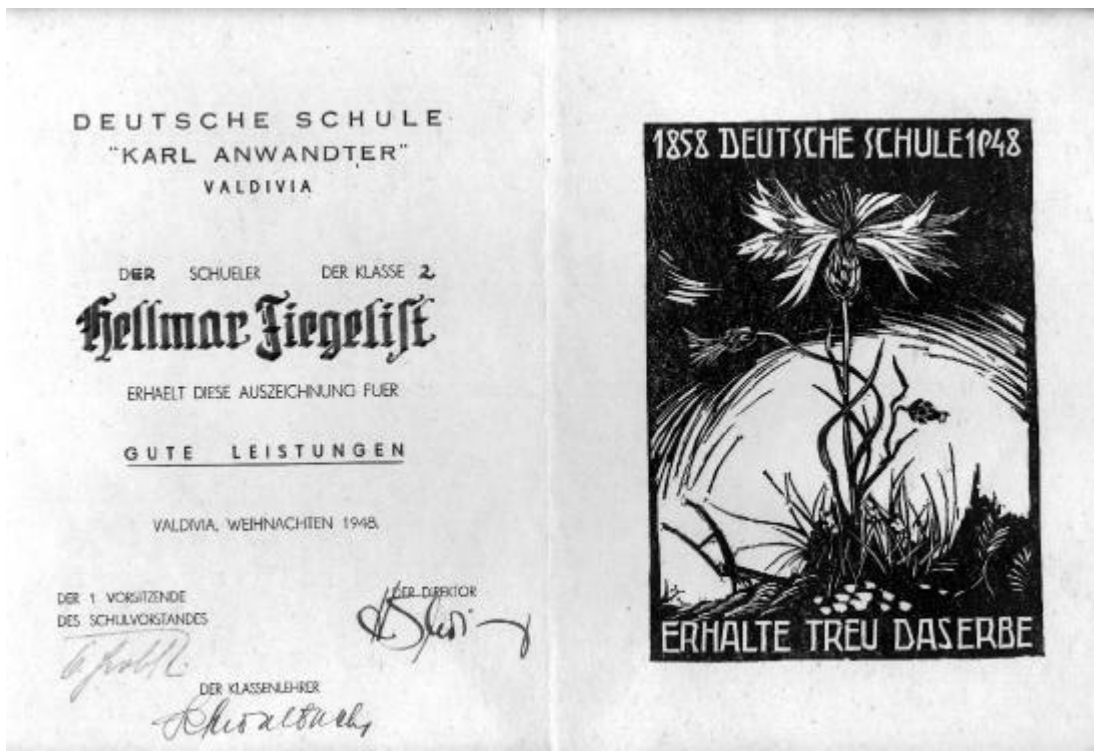 DEUTSCHE SCHULE
"KARL ANWANDTER"
VALDIVIA
DER SCHUELER DER KLASSE 2
Hellmar Ziegelist
ERHAELT DIESE AUSZEICHNUNG FUER
GUTE LEISTUNGEN
VALDIVIA, WEIHNACHTEN 1948.
DER 1 VORSITZENDE
DES SCHULVORSTANDES
DER DIREKTOR
DER KLASSENLEHRER
1858 DEUTSCHE SCHULE 1948
ERHALTE TREU DAS ERBE